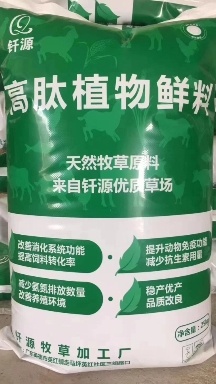 钎源
高肽植物鲜料
天然牧草原料
来自钎源优质草场
改善消化系统功能
提高饲料转化率
提升动物免疫功能
减少抗生素用量
减少氨氮排放数量
改善养殖环境
稳产优产
品质改良
净含量:25
钎源牧草加工厂